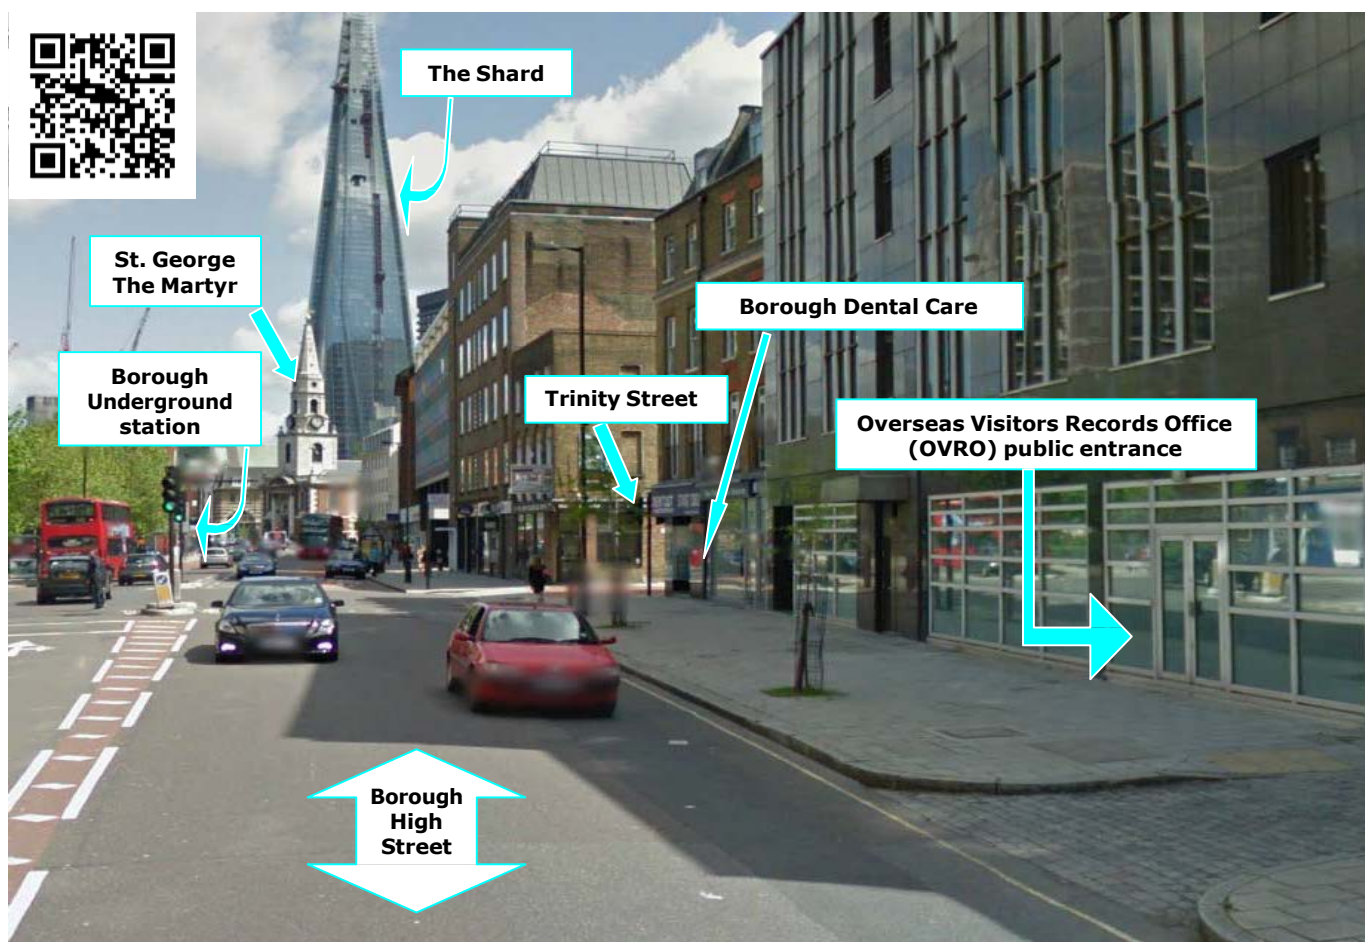 The Shard
St. George
The Martyr
Borough Dental Care
Borough
Underground
station
Trinity Street
Overseas Visitors Records Office
(OVRO) public entrance
Borough
High
Street